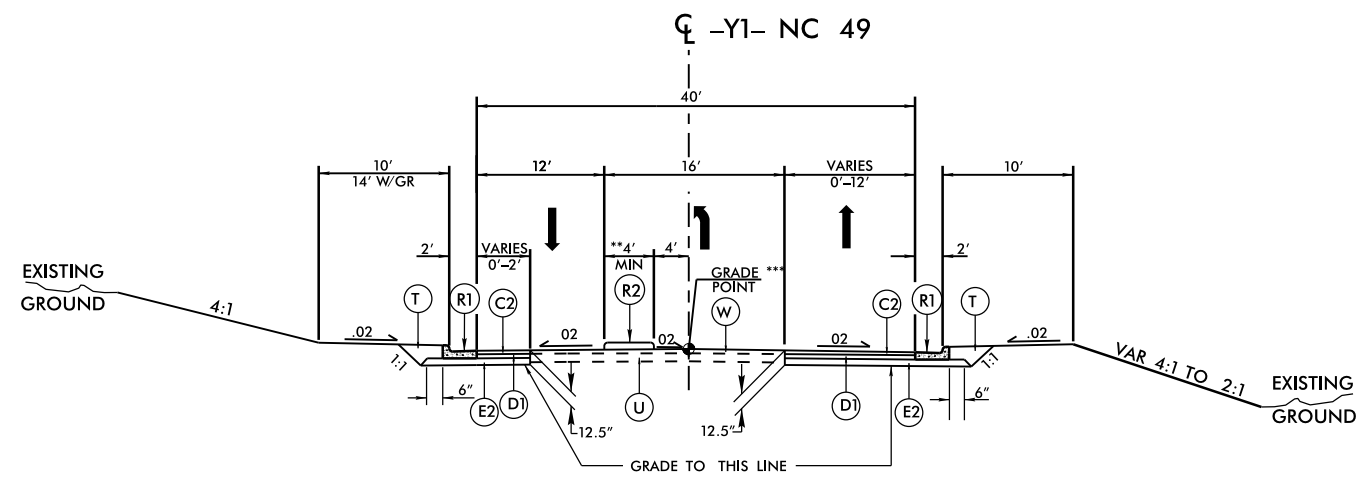 ℄ –Y1– NC 49
40'
10'
14' W/GR
12'
16'
VARIES
0'–12'
10'
2'
VARIES
0'–2'
**4'
MIN
4'
GRADE ***
POINT
2'
EXISTING
GROUND
4:1
T
R1
C2
R2
W
C2
R1
T
.02
02
02
02
.02
1:1
1:1
VAR 4:1 TO 2:1
EXISTING
GROUND
6"
E2
D1
U
D1
E2
6"
12.5"
12.5"
GRADE TO THIS LINE